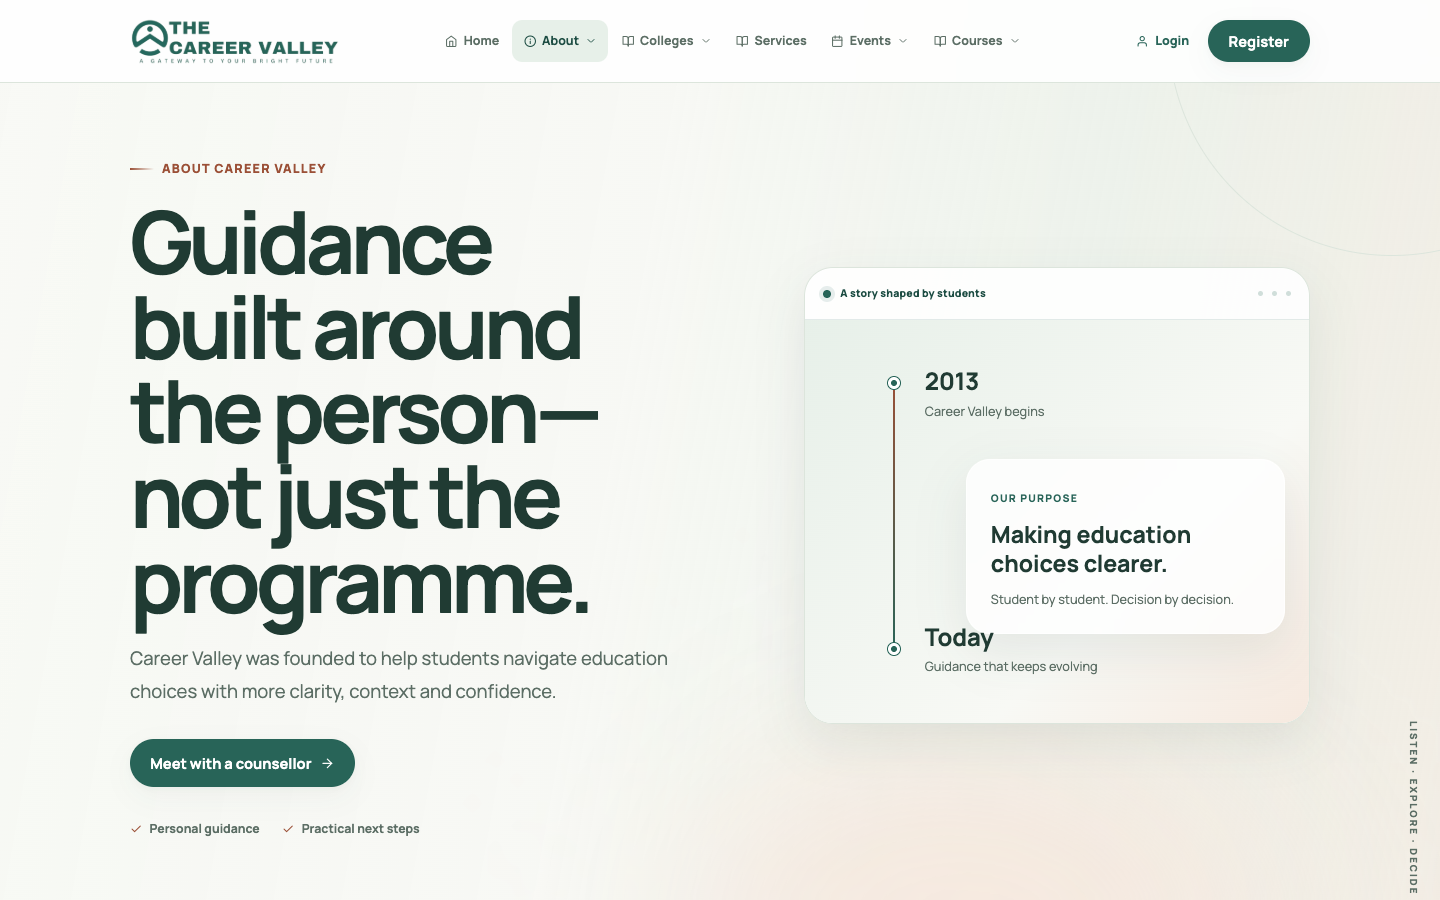 THE
CAREER VALLEY
A GATEWAY TO YOUR BRIGHT FUTURE
Home
About
Colleges
Services
Events
Courses
Login
Register
ABOUT CAREER VALLEY
Guidance
built around
the person—
not just the
programme.
Career Valley was founded to help students navigate education
choices with more clarity, context and confidence.
Meet with a counsellor
Personal guidance
Practical next steps
A story shaped by students
2013
Career Valley begins
OUR PURPOSE
Making education
choices clearer.
Student by student. Decision by decision.
Today
Guidance that keeps evolving
LISTEN · EXPLORE · DECIDE